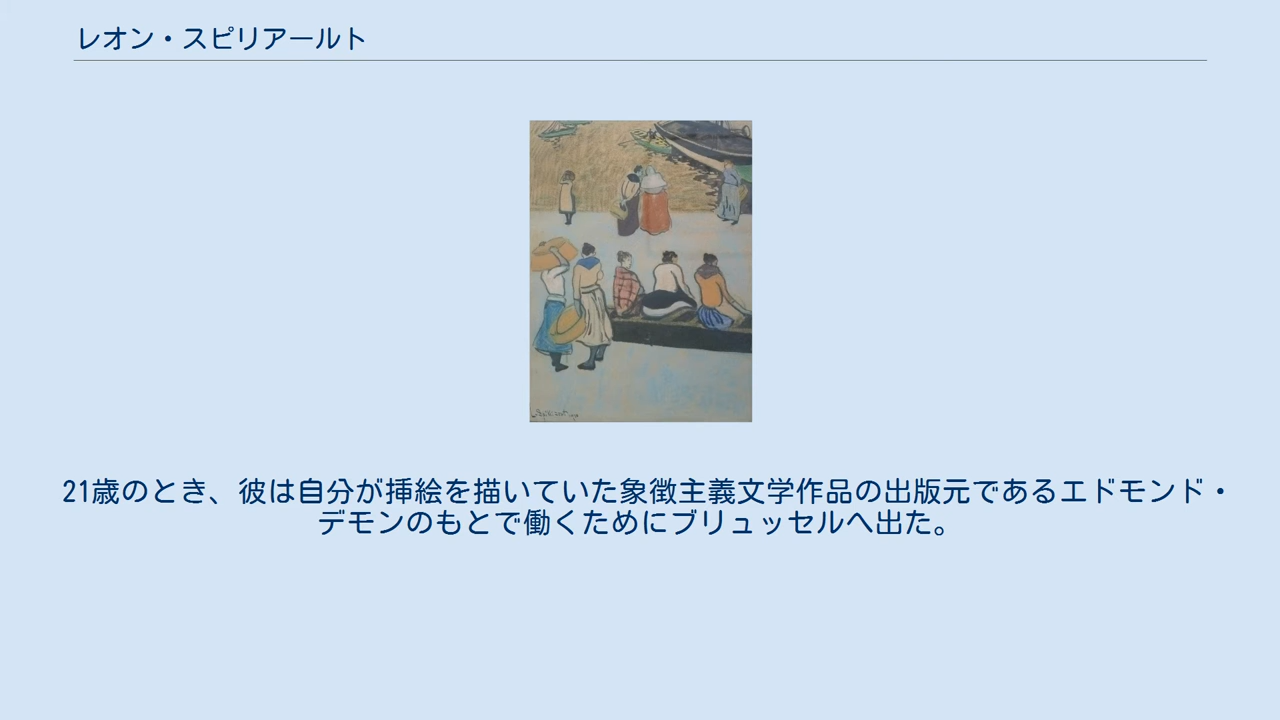 レオン・スピリアールト
21歳のとき、彼は自分が挿絵を描いていた象徴主義文学作品の出版元であるエドモンド・
デモンのもとで働くためにブリュッセルへ出た。